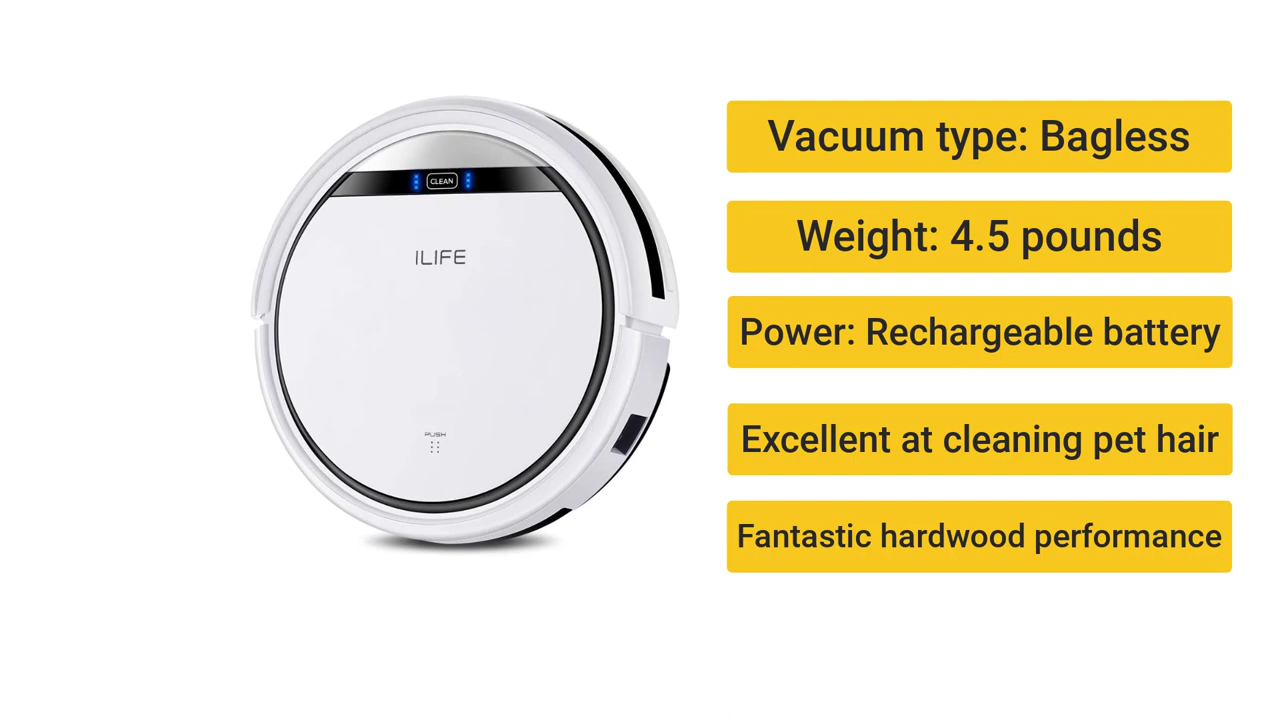 CLEAN
ILIFE
PUSH
Vacuum type: Bagless
Weight: 4.5 pounds
Power: Rechargeable battery
Excellent at cleaning pet hair
Fantastic hardwood performance